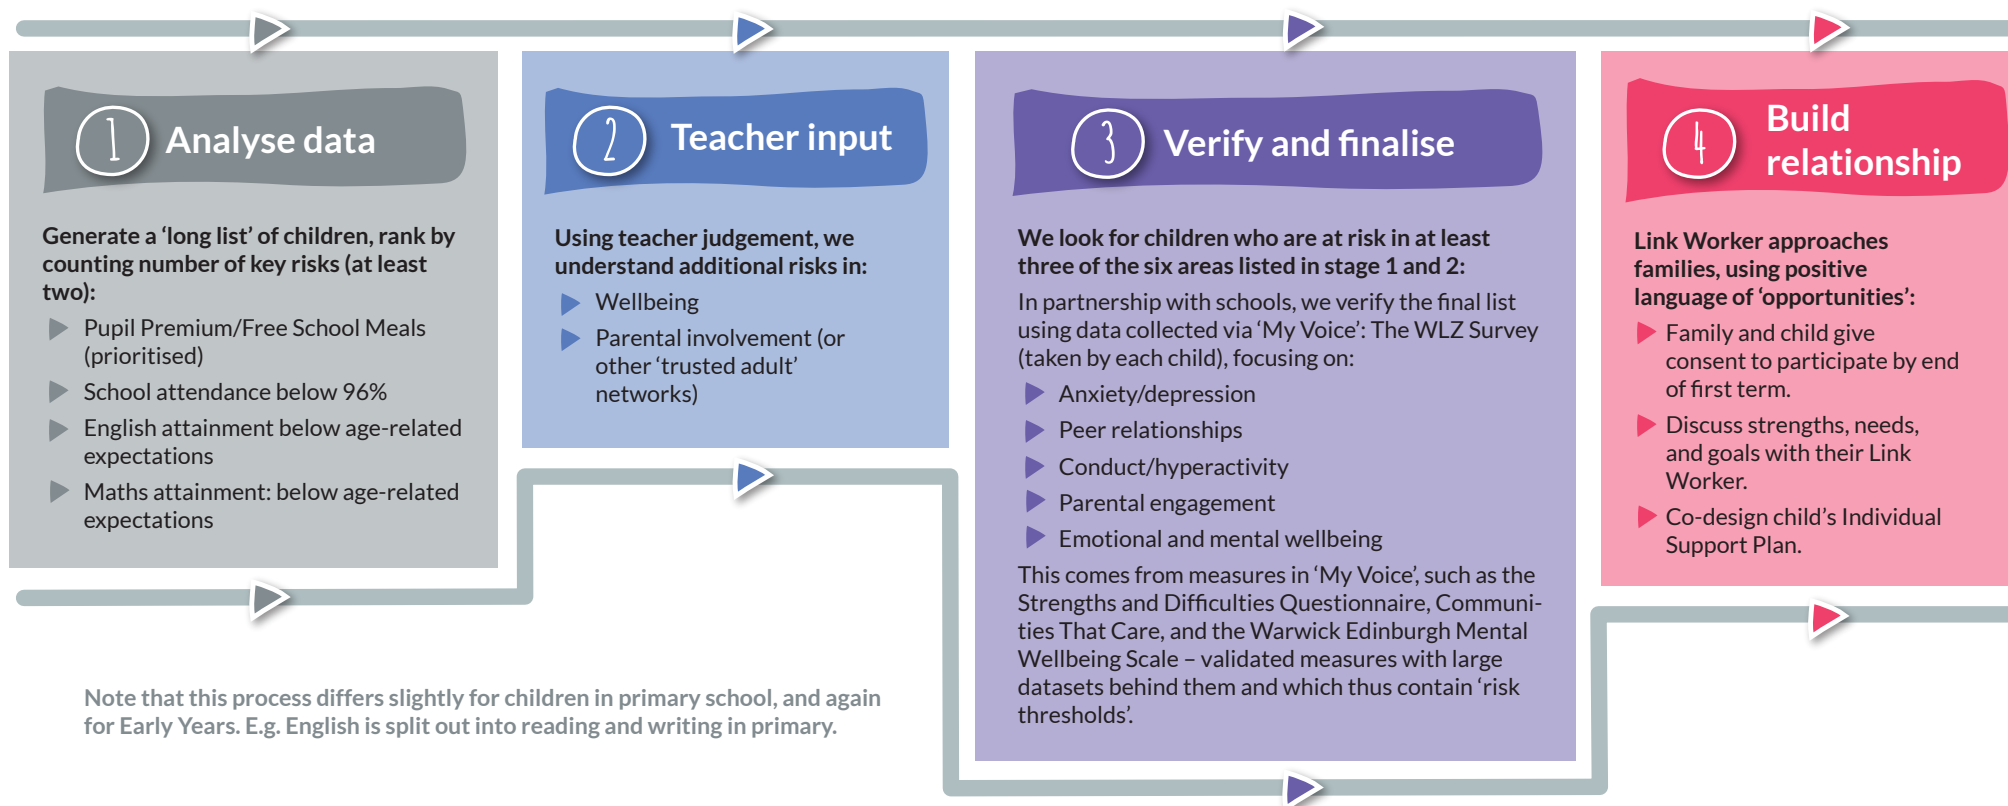 1 Analyse data
Generate a ‘long list’ of children, rank by
counting number of key risks (at least
two):
Pupil Premium/Free School Meals
(prioritised)
School attendance below 96%
English attainment below age-related
expectations
Maths attainment: below age-related
expectations
2 Teacher input
Using teacher judgement, we
understand additional risks in:
Wellbeing
Parental involvement (or
other ‘trusted adult’
networks)
3 Verify and finalise
We look for children who are at risk in at least
three of the six areas listed in stage 1 and 2:
In partnership with schools, we verify the final list
using data collected via ‘My Voice’: The WLZ Survey
(taken by each child), focusing on:
Anxiety/depression
Peer relationships
Conduct/hyperactivity
Parental engagement
Emotional and mental wellbeing
This comes from measures in ‘My Voice’, such as the
Strengths and Difficulties Questionnaire, Communi-
ties That Care, and the Warwick Edinburgh Mental
Wellbeing Scale – validated measures with large
datasets behind them and which thus contain ‘risk
thresholds’.
4 Build
relationship
Link Worker approaches
families, using positive
language of ‘opportunities’:
Family and child give
consent to participate by end
of first term.
Discuss strengths, needs,
and goals with their Link
Worker.
Co-design child’s Individual
Support Plan.
Note that this process differs slightly for children in primary school, and again
for Early Years. E.g. English is split out into reading and writing in primary.